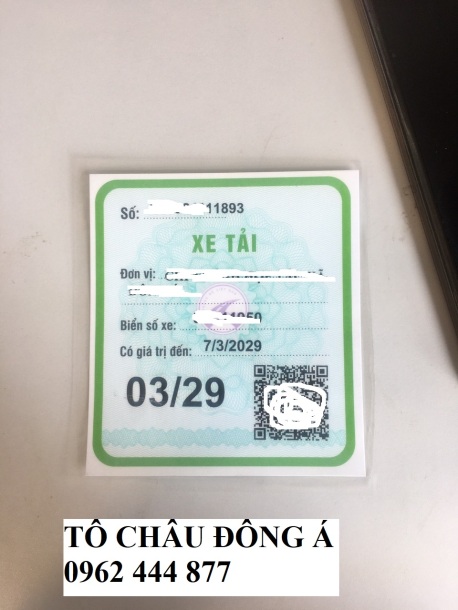 Số: 11893
XE TẢI
Đơn vị:
Biển số xe:
Có giá trị đến: 7/3/2029
03/29
TÔ CHÂU ĐÔNG Á
0962 444 877